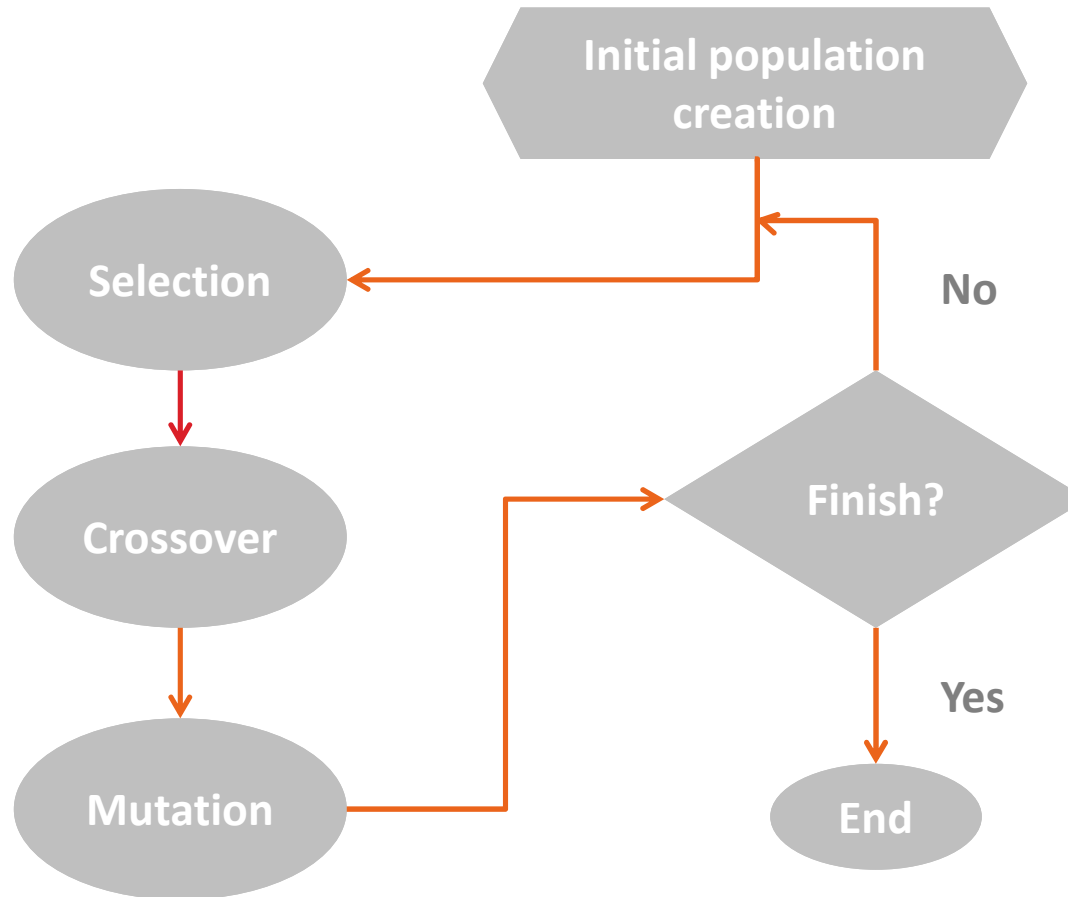 Initial population
creation
Selection
No
Crossover
Finish?
Yes
Mutation
End